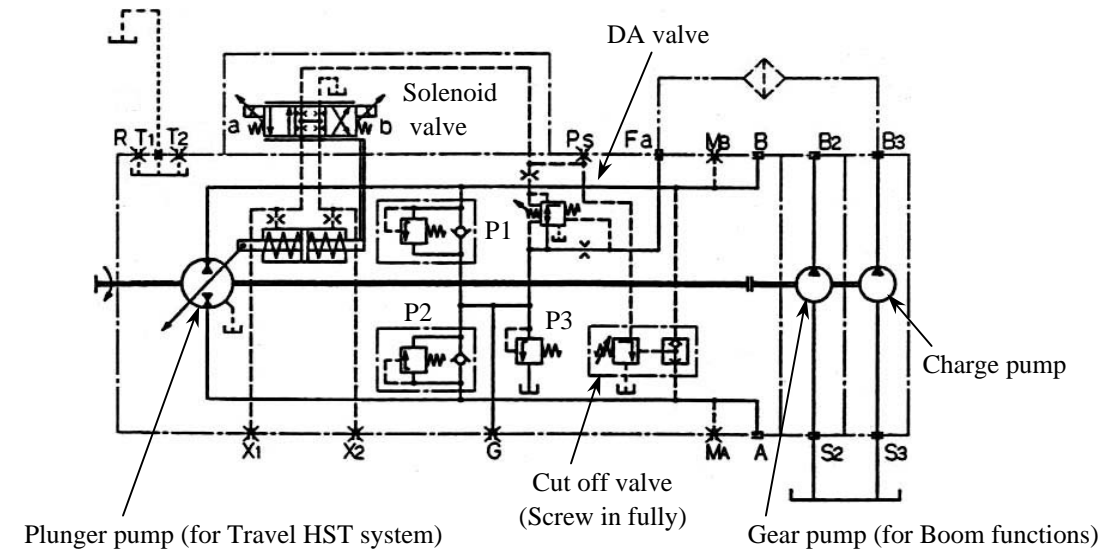 DA valve
Solenoid
valve
a
b
R T1 T2
PS
Fa
MB
B
B2
B3
P1
P2
P3
Charge pump
X1
X2
G
MA
A
S2
S3
Cut off valve
(Screw in fully)
Plunger pump (for Travel HST system)
Gear pump (for Boom functions)